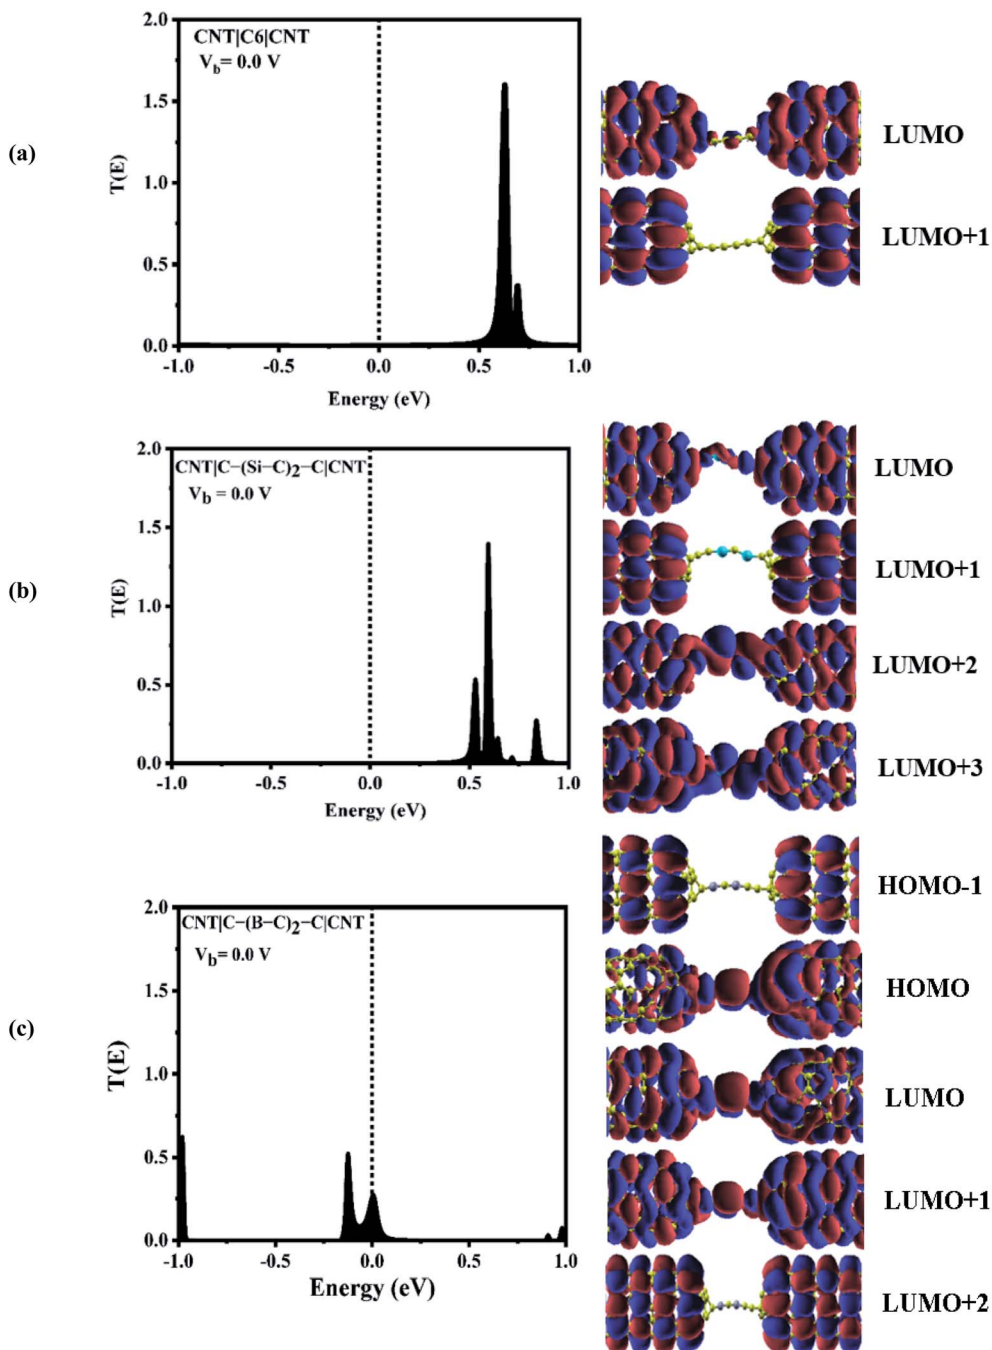 (a)
CNT|C6|CNT
V_b= 0.0 V
2.0
1.5
1.0
0.5
0.0
T(E)
-1.0 -0.5 0.0 0.5 1.0
Energy (eV)
LUMO
LUMO+1
(b)
CNT|C−(Si−C)₂−C|CNT
V_b = 0.0 V
2.0
1.5
1.0
0.5
0.0
T(E)
-1.0 -0.5 0.0 0.5 1.0
Energy (eV)
LUMO
LUMO+1
LUMO+2
LUMO+3
(c)
CNT|C−(B−C)₂−C|CNT
V_b= 0.0 V
2.0
1.5
1.0
0.5
0.0
T(E)
-1.0 -0.5 0.0 0.5 1.0
Energy (eV)
HOMO-1
HOMO
LUMO
LUMO+1
LUMO+2